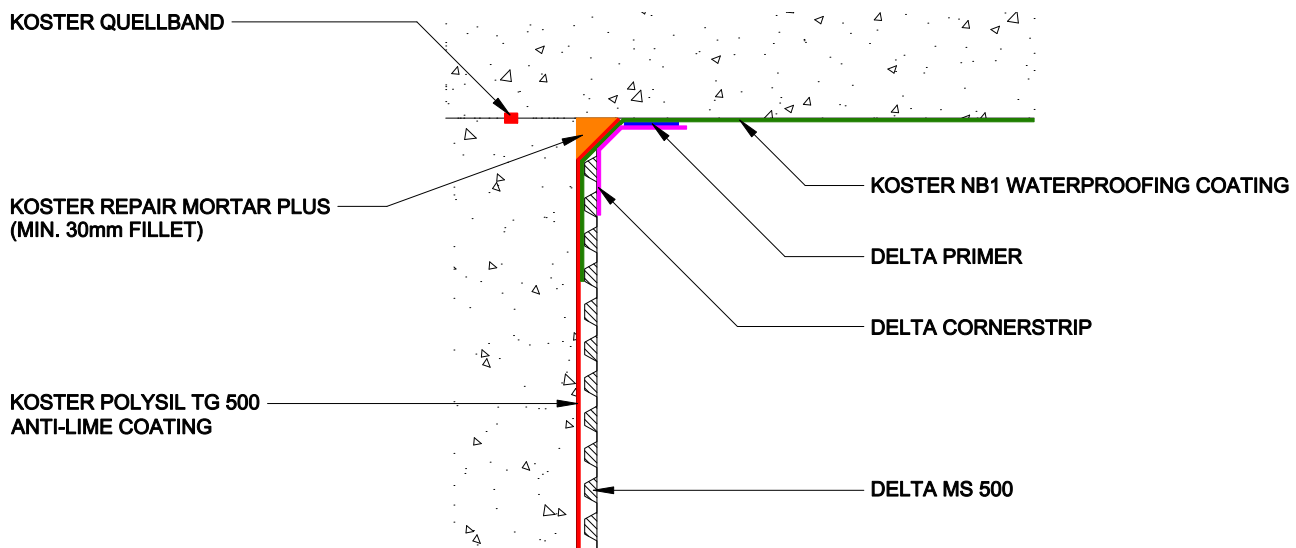 KOSTER QUELLBAND
KOSTER REPAIR MORTAR PLUS
(MIN. 30mm FILLET)
KOSTER POLYSIL TG 500
ANTI-LIME COATING
KOSTER NB1 WATERPROOFING COATING
DELTA PRIMER
DELTA CORNERSTRIP
DELTA MS 500